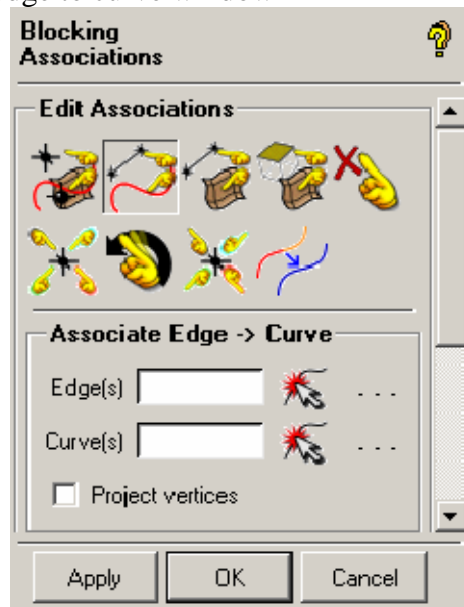 Blocking
Associations
Edit Associations
Associate Edge -> Curve
Edge(s) ...
Curve(s) ...
Project vertices
Apply OK Cancel